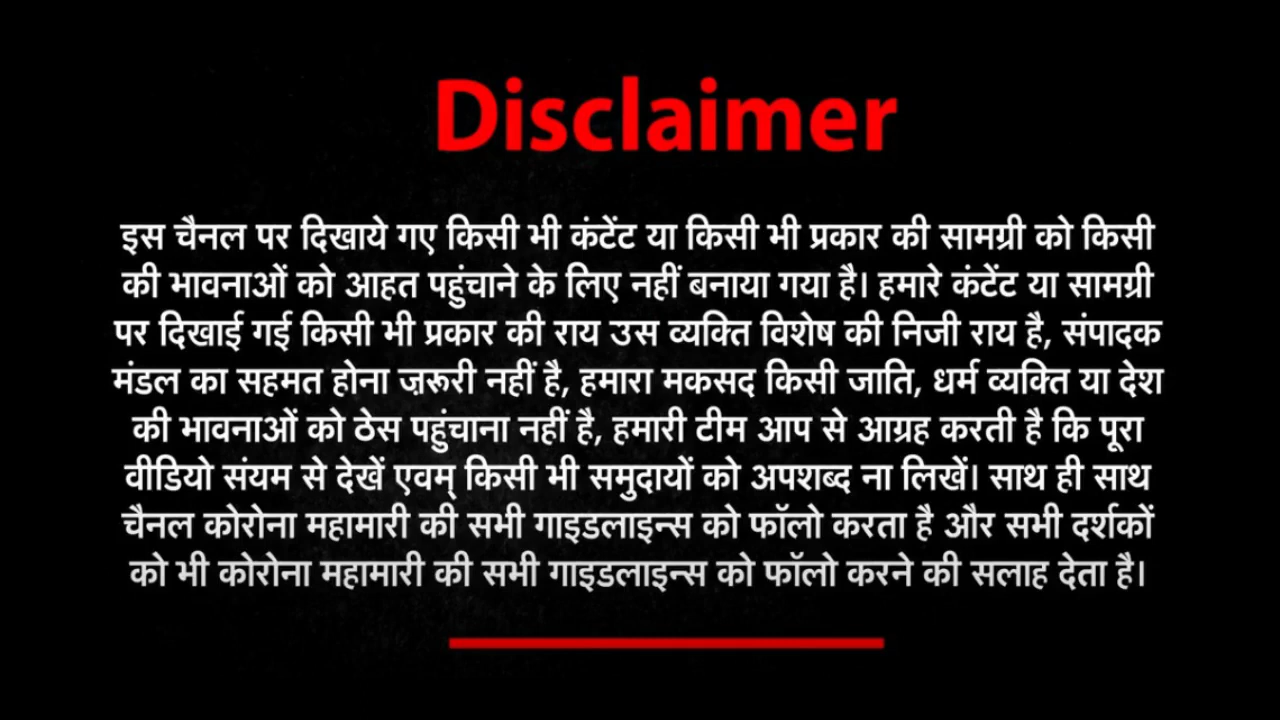 Disclaimer
इस चैनल पर दिखाये गए किसी भी कंटेंट या किसी भी प्रकार की सामग्री को किसी
की भावनाओं को आहत पहुंचाने के लिए नहीं बनाया गया है। हमारे कंटेंट या सामग्री
पर दिखाई गई किसी भी प्रकार की राय उस व्यक्ति विशेष की निजी राय है, संपादक
मंडल का सहमत होना ज़रूरी नहीं है, हमारा मकसद किसी जाति, धर्म व्यक्ति या देश
की भावनाओं को ठेस पहुंचाना नहीं है, हमारी टीम आप से आग्रह करती है कि पूरा
वीडियो संयम से देखें एवम् किसी भी समुदायों को अपशब्द ना लिखें। साथ ही साथ
चैनल कोरोना महामारी की सभी गाइडलाइन्स को फॉलो करता है और सभी दर्शकों
को भी कोरोना महामारी की सभी गाइडलाइन्स को फॉलो करने की सलाह देता है।